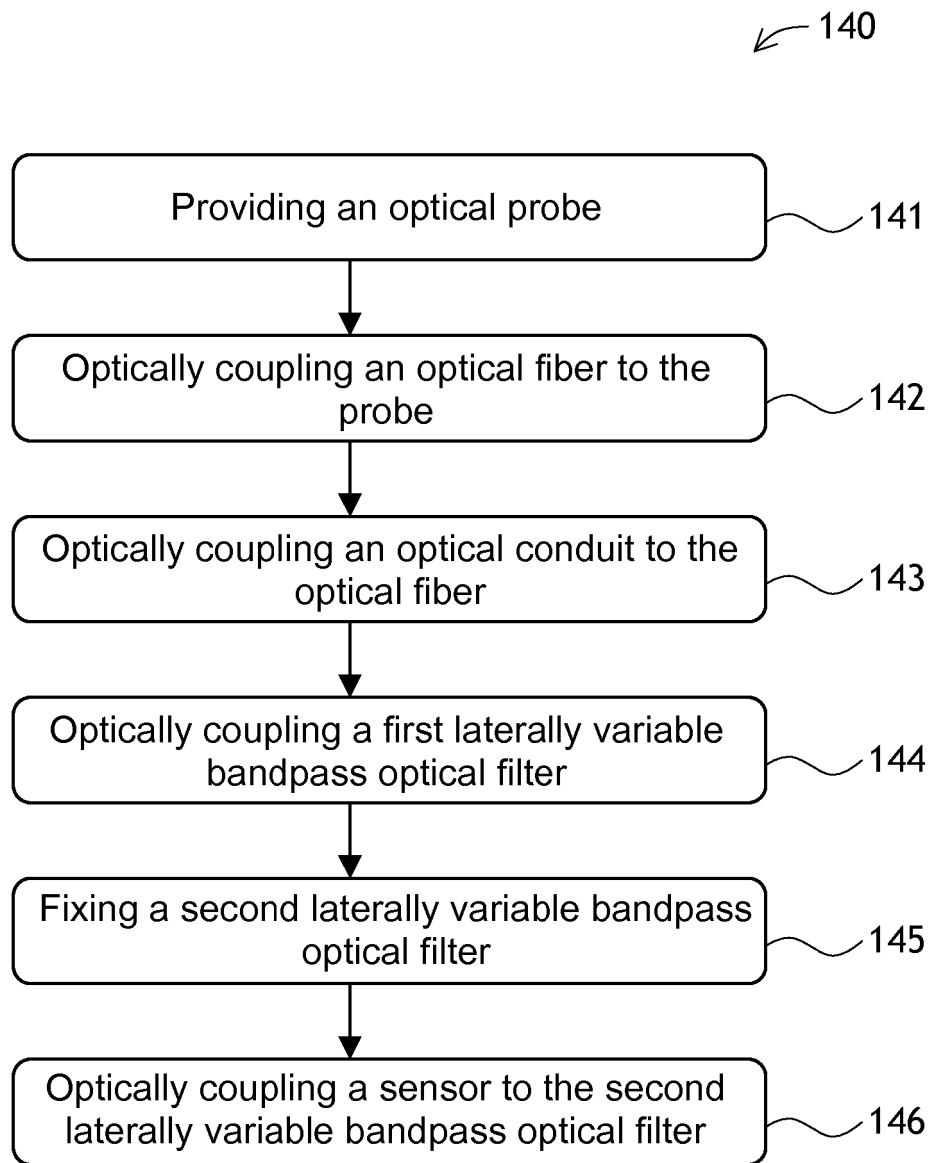 140
Providing an optical probe
141
Optically coupling an optical fiber to the
probe
142
Optically coupling an optical conduit to the
optical fiber
143
Optically coupling a first laterally variable
bandpass optical filter
144
Fixing a second laterally variable bandpass
optical filter
145
Optically coupling a sensor to the second
laterally variable bandpass optical filter
146